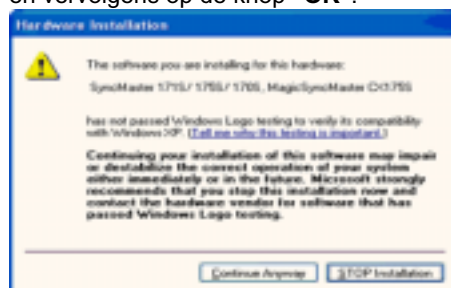 en vervolgens op de knop "OK".
Hardware Installation
The software you are installing for this hardware:
SyncMaster 171S/ 175S/ 170S, MagicSyncMaster CX175S
has not passed Windows Logo testing to verify its compatibility
with Windows XP. (Tell me why this testing is important.)
Continuing your installation of this software may impair
or destabilize the correct operation of your system
either immediately or in the future. Microsoft strongly
recommends that you stop this installation now and
contact the hardware vendor for software that has
passed Windows Logo testing.
Continue Anyway STOP Installation